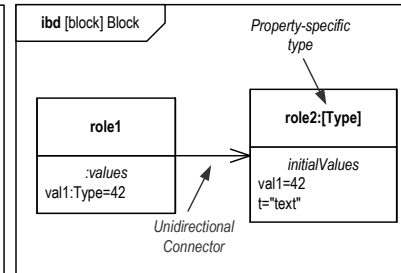 ibd [block] Block
Property-specific
type
role1
:values
val1:Type=42
role2:[Type]
initialValues
val1=42
t="text"
Unidirectional
Connector